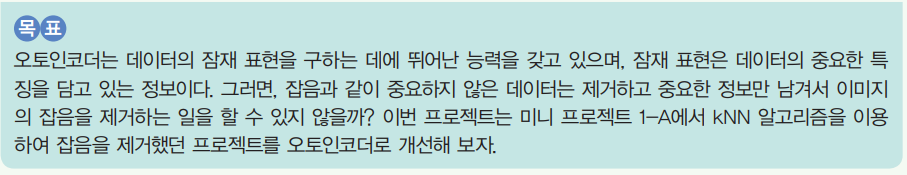 목표
오토인코더는 데이터의 잠재 표현을 구하는 데에 뛰어난 능력을 갖고 있으며, 잠재 표현은 데이터의 중요한 특
징을 담고 있는 정보이다. 그러면, 잡음과 같이 중요하지 않은 데이터는 제거하고 중요한 정보만 남겨서 이미지
의 잡음을 제거하는 일을 할 수 있지 않을까? 이번 프로젝트는 미니 프로젝트 1-A에서 kNN 알고리즘을 이용
하여 잡음을 제거했던 프로젝트를 오토인코더로 개선해 보자.